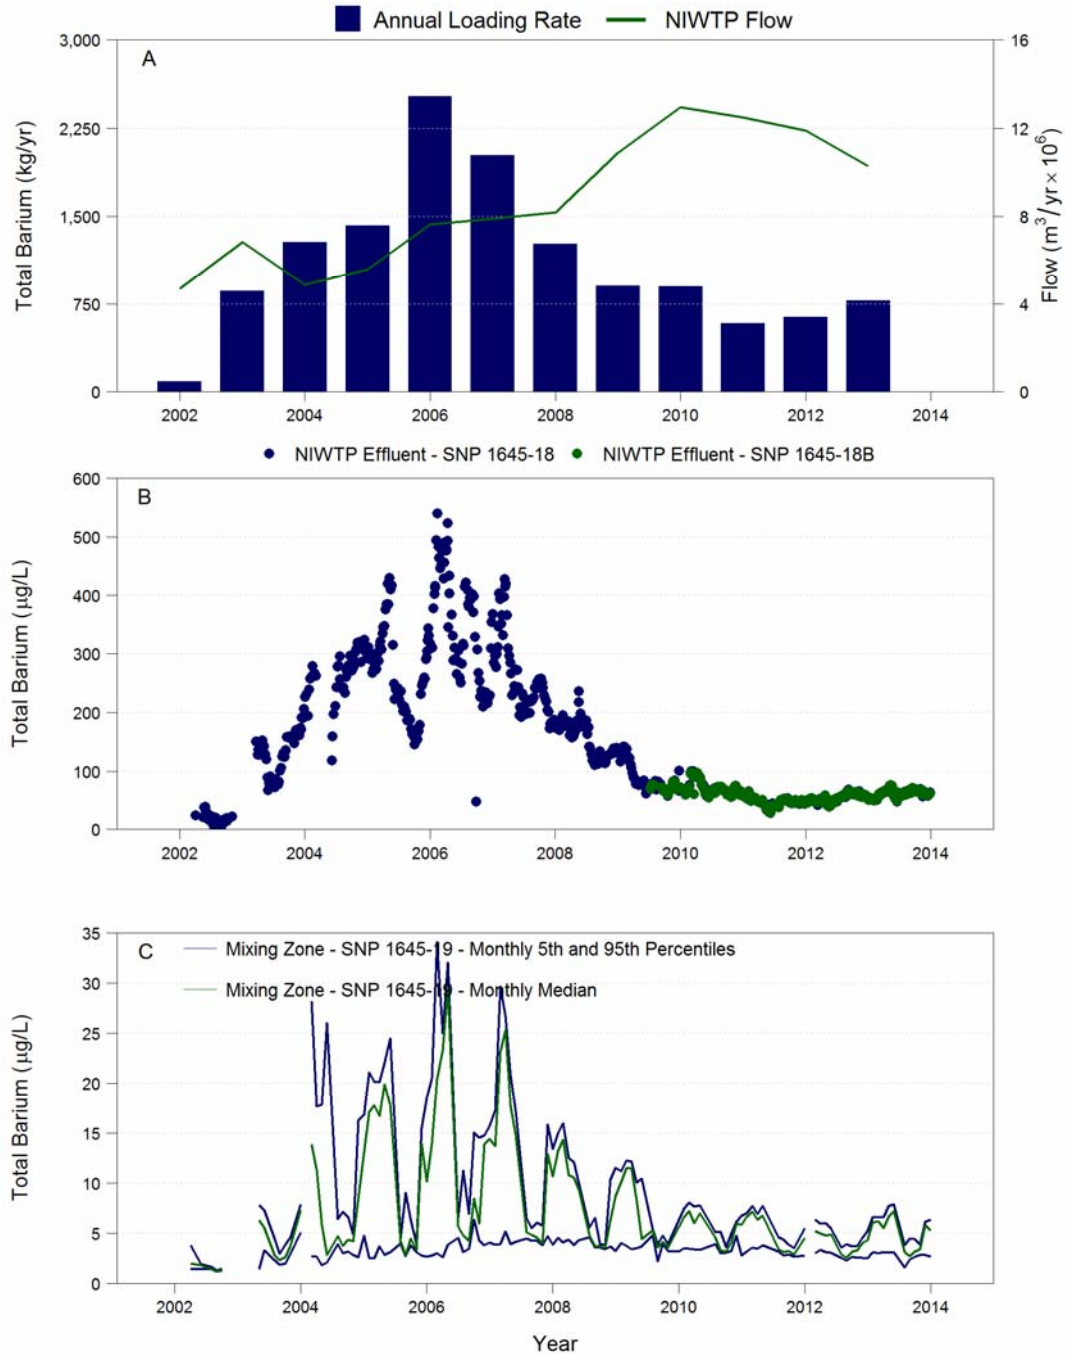 Annual Loading Rate NIWTP Flow
A
Total Barium (kg/yr)
3,000
2,250
1,500
750
0
16
12
8
4
0
Flow (m³/yr × 10⁶)
2002 2004 2006 2008 2010 2012 2014
NIWTP Effluent - SNP 1645-18 NIWTP Effluent - SNP 1645-18B
B
Total Barium (µg/L)
600
500
400
300
200
100
0
2002 2004 2006 2008 2010 2012 2014
C
Mixing Zone - SNP 1645-19 - Monthly 5th and 95th Percentiles
Mixing Zone - SNP 1645-19 - Monthly Median
Total Barium (µg/L)
35
30
25
20
15
10
5
0
2002 2004 2006 2008 2010 2012 2014
Year